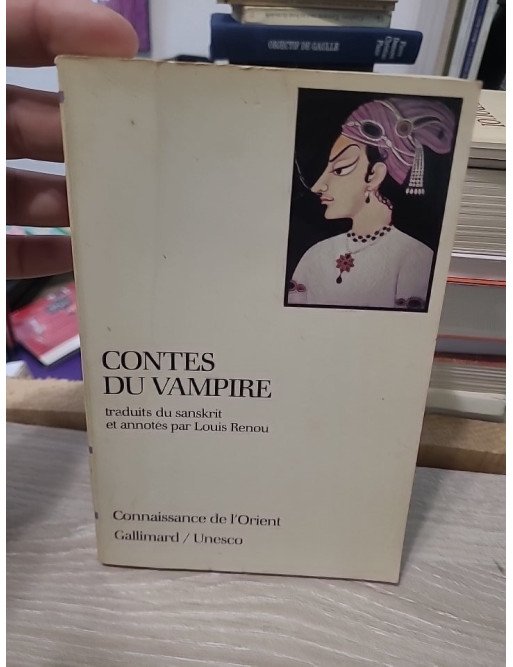 OBJECTIF DE GAULLE
CONTES
DU VAMPIRE
traduits du sanskrit
et annotés par Louis Renou
Connaissance de l'Orient
Gallimard / Unesco